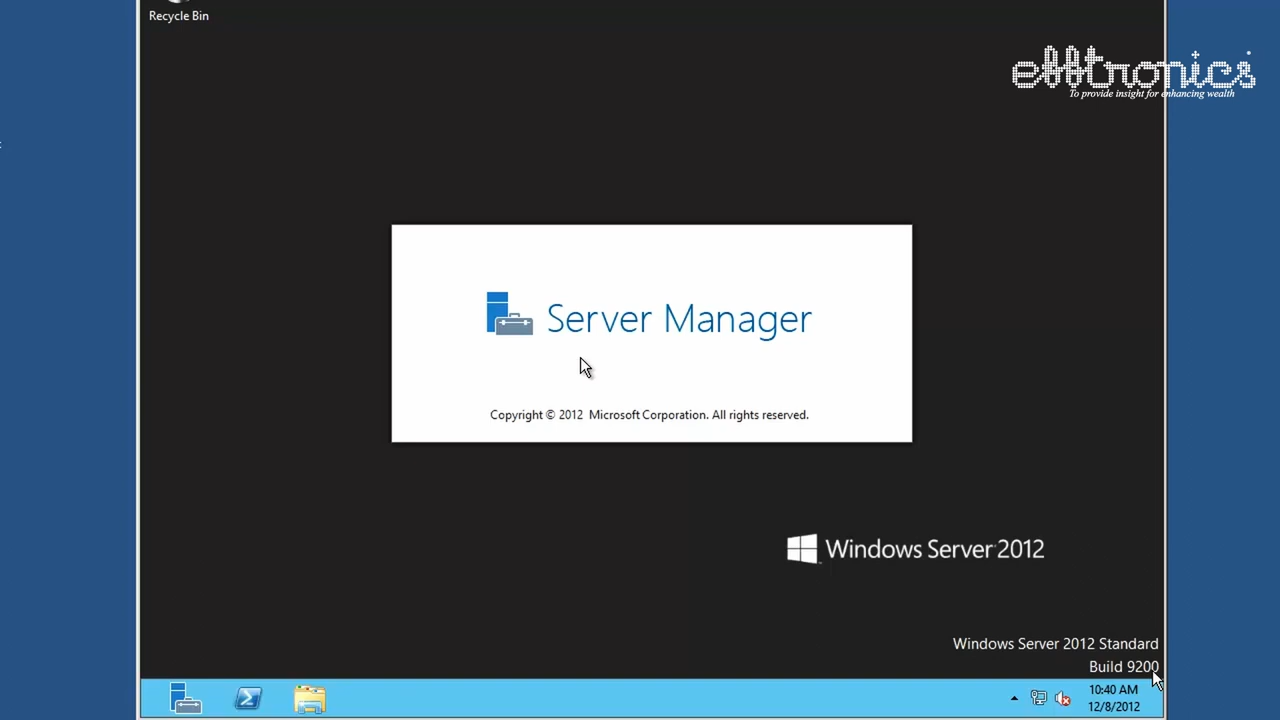 Recycle Bin
efftronics
To provide insight for enhancing wealth
Server Manager
Copyright © 2012 Microsoft Corporation. All rights reserved.
Windows Server 2012
Windows Server 2012 Standard
Build 9200
10:40 AM
12/8/2012